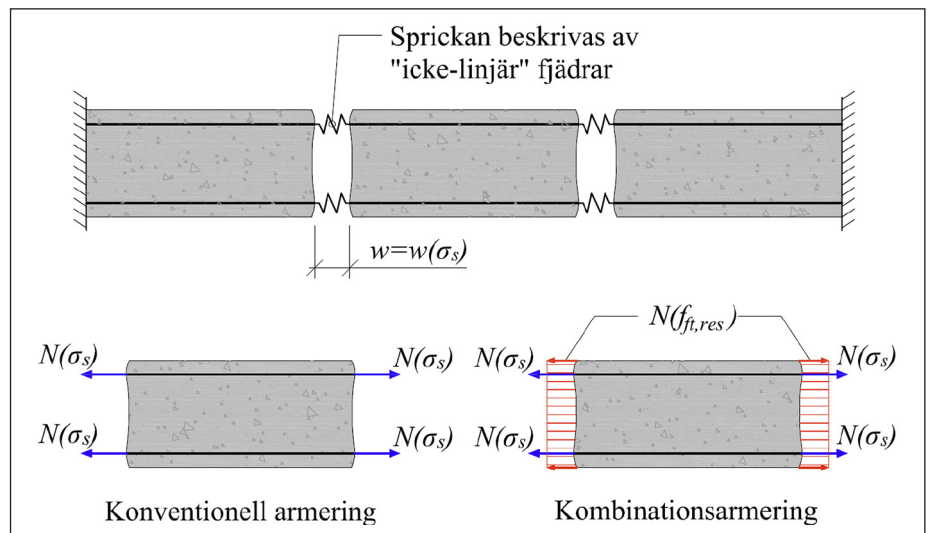 Sprickan beskrivas av
"icke-linjär" fjädrar
w=w(σs)
N(fft,res)
N(σs) N(σs) N(σs) N(σs)
N(σs) N(σs) N(σs) N(σs)
Konventionell armering
Kombinationsarmering